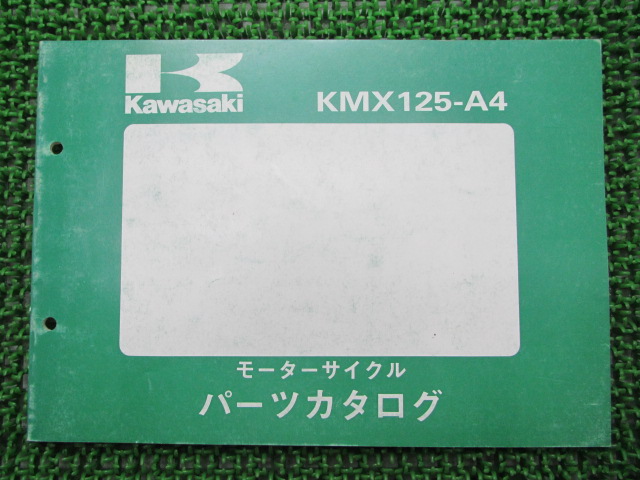 Kawasaki
KMX125-A4
モーターサイクル
パーツカタログ